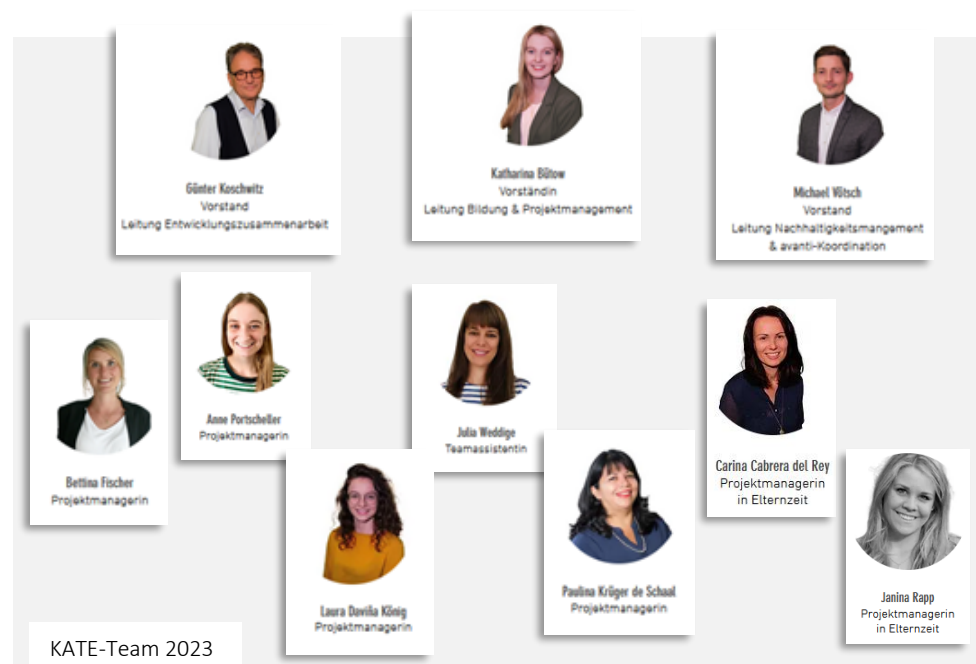 Günter Koschwitz
Vorstand
Leitung Entwicklungszusammenarbeit
Katharina Bütow
Vorständin
Leitung Bildung & Projektmanagement
Michael Vötsch
Vorstand
Leitung Nachhaltigkeitsmangement
& avanti-Koordination
Bettina Fischer
Projektmanagerin
Anne Portscheller
Projektmanagerin
Julia Weddige
Teamassistentin
Carina Cabrera del Rey
Projektmanagerin
in Elternzeit
Laura Daviña König
Projektmanagerin
Paulina Krüger de Schaal
Projektmanagerin
Janina Rapp
Projektmanagerin
in Elternzeit
KATE-Team 2023